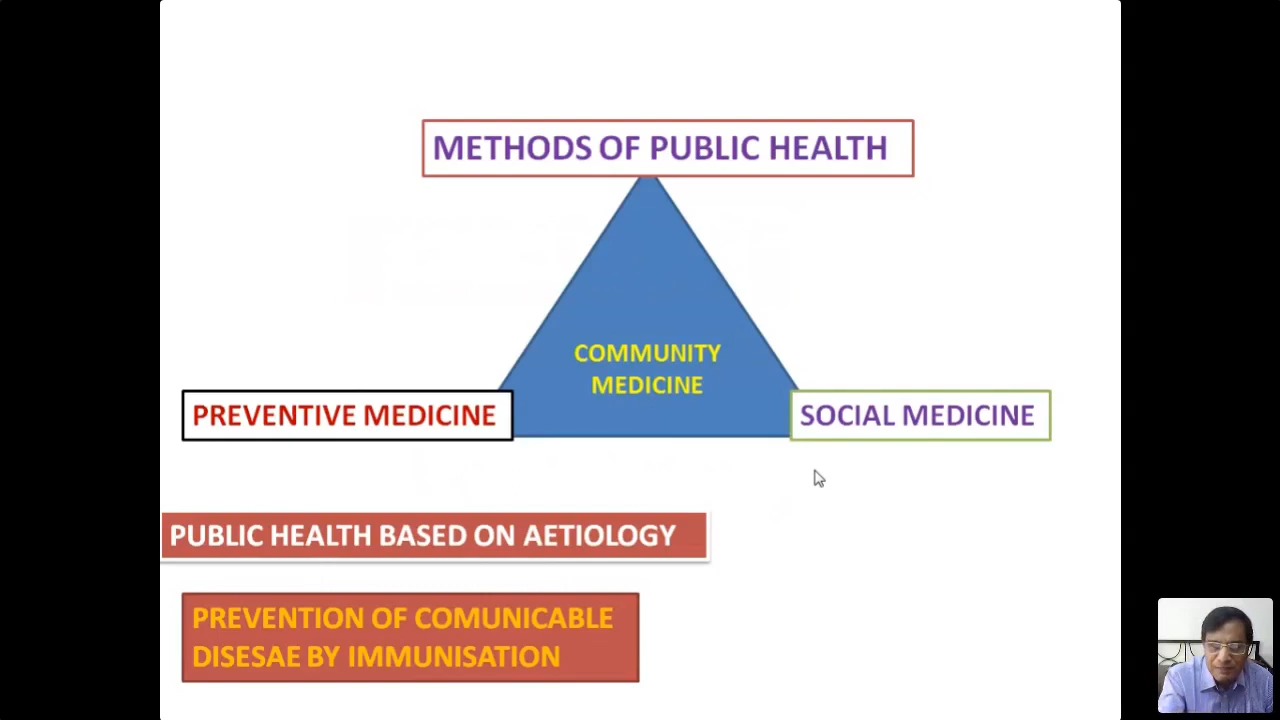 METHODS OF PUBLIC HEALTH
COMMUNITY
MEDICINE
PREVENTIVE MEDICINE
SOCIAL MEDICINE
PUBLIC HEALTH BASED ON AETIOLOGY
PREVENTION OF COMUNICABLE
DISESAE BY IMMUNISATION